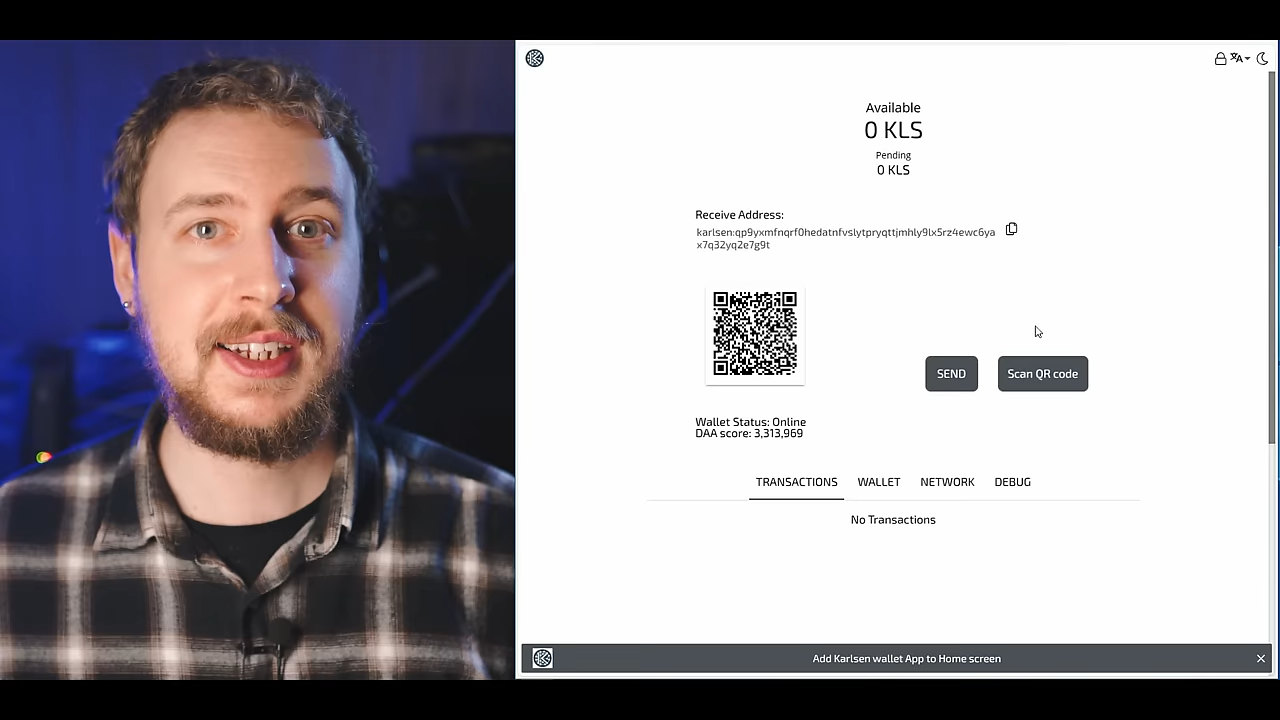 Available
0 KLS
Pending
0 KLS
Receive Address:
karlsen:qp9yxmfnqrf0hedatnfvslytpryqttjmhly9lx5rz4ewc6ya
x7q32yq2e7g9t
SEND
Scan QR code
Wallet Status: Online
DAA score: 3,313,969
TRANSACTIONS
WALLET
NETWORK
DEBUG
No Transactions
Add Karlsen wallet App to Home screen